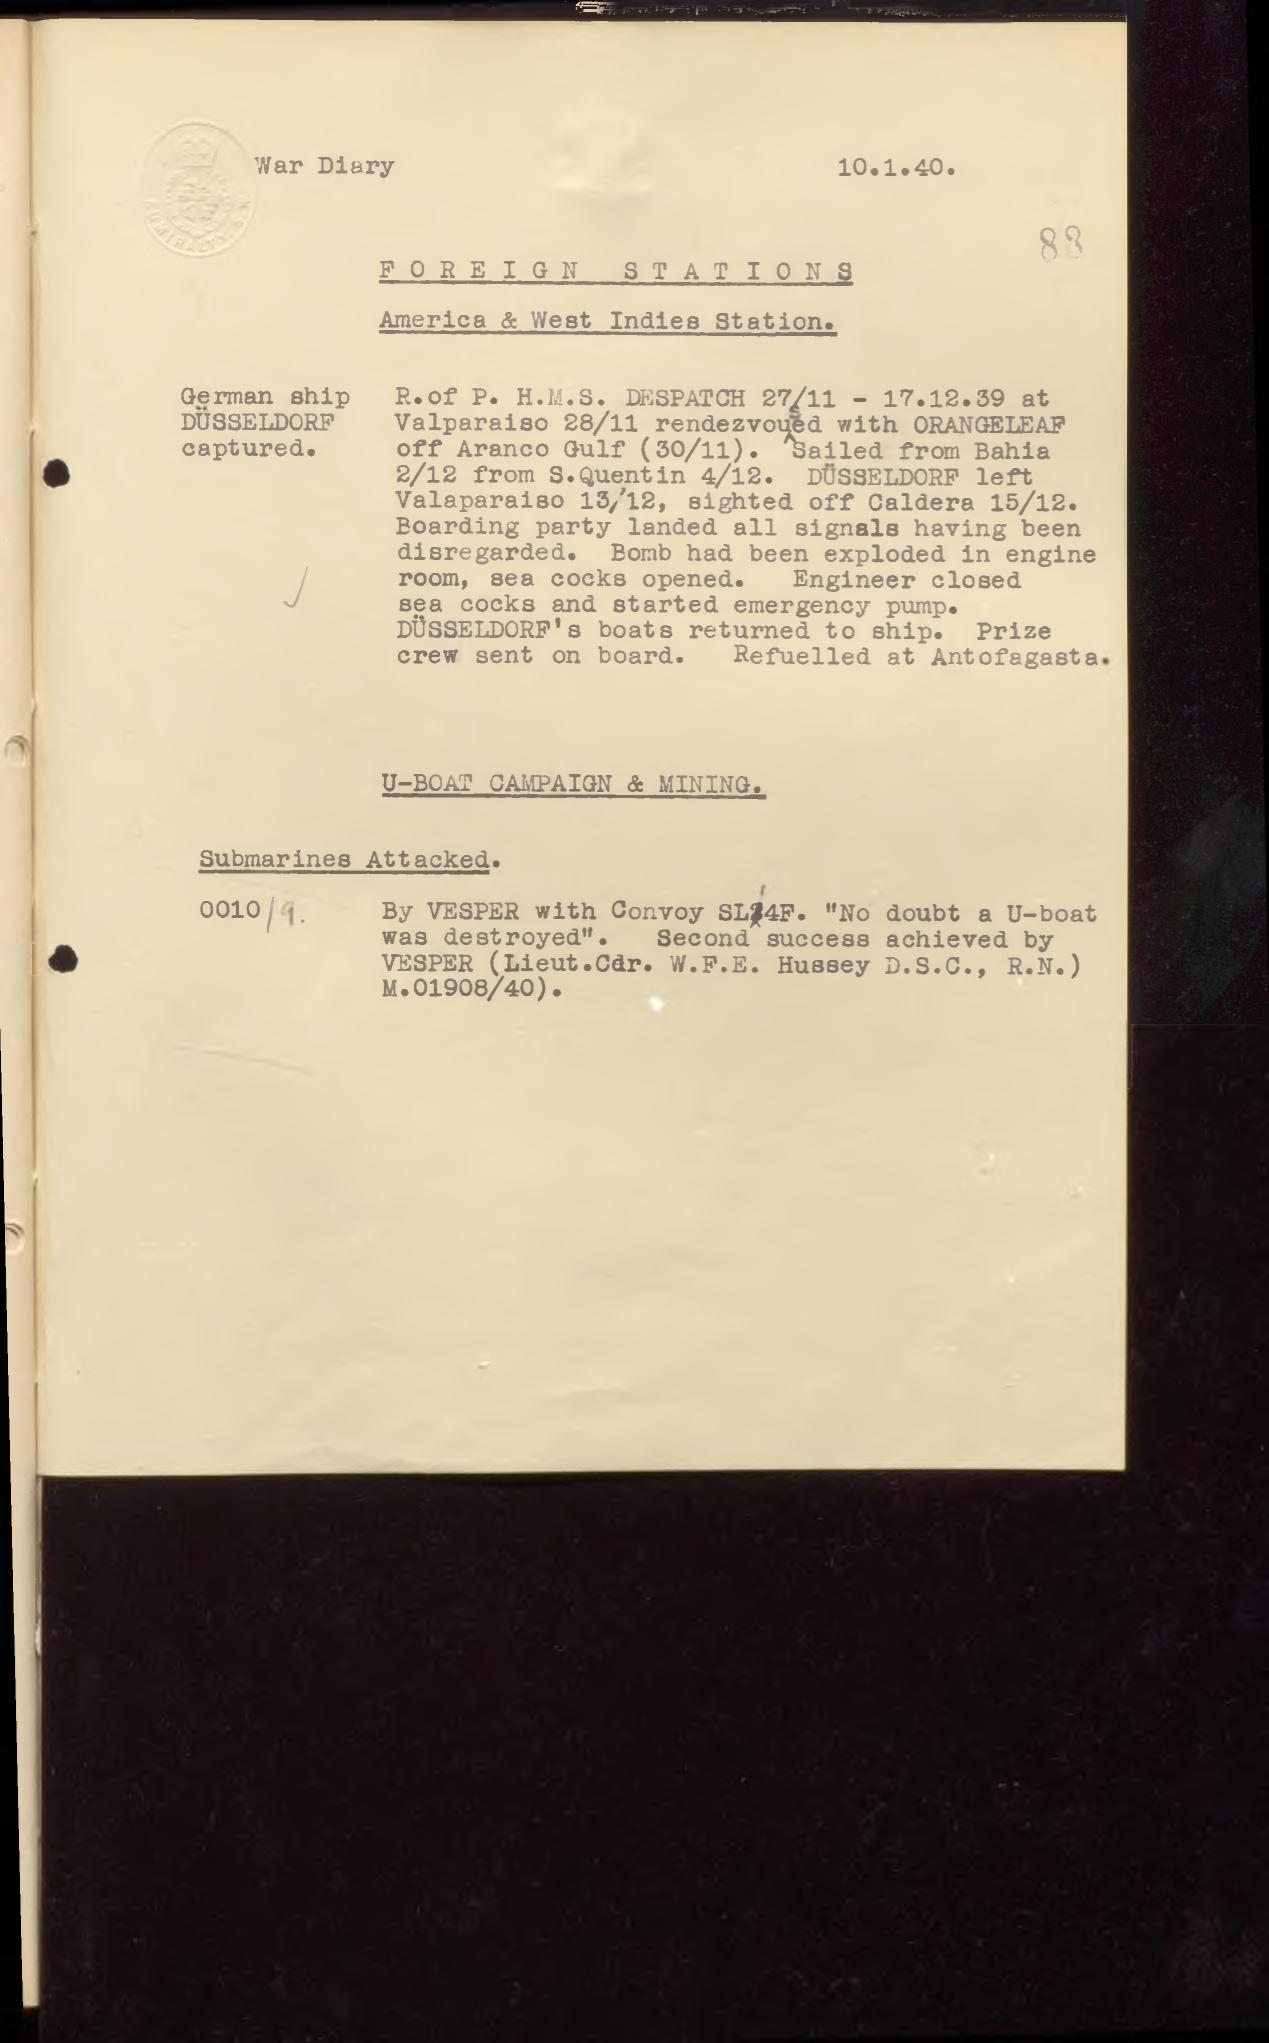 War Diary 10.1.40.
83
FOREIGN STATIONS
America & West Indies Station.
German ship
DÜSSELDORF
captured.
R.of P. H.M.S. DESPATCH 27/11 - 17.12.39 at
Valparaiso 28/11 rendezvoused with ORANGELEAF
off Aranco Gulf (30/11). Sailed from Bahia
2/12 from S.Quentin 4/12. DÜSSELDORF left
Valaparaiso 13/12, sighted off Caldera 15/12.
Boarding party landed all signals having been
disregarded. Bomb had been exploded in engine
room, sea cocks opened. Engineer closed
sea cocks and started emergency pump.
DÜSSELDORF's boats returned to ship. Prize
crew sent on board. Refuelled at Antofagasta.
U-BOAT CAMPAIGN & MINING.
Submarines Attacked.
0010/9. By VESPER with Convoy SL14F. "No doubt a U-boat
was destroyed". Second success achieved by
VESPER (Lieut.Cdr. W.F.E. Hussey D.S.C., R.N.)
M.01908/40).